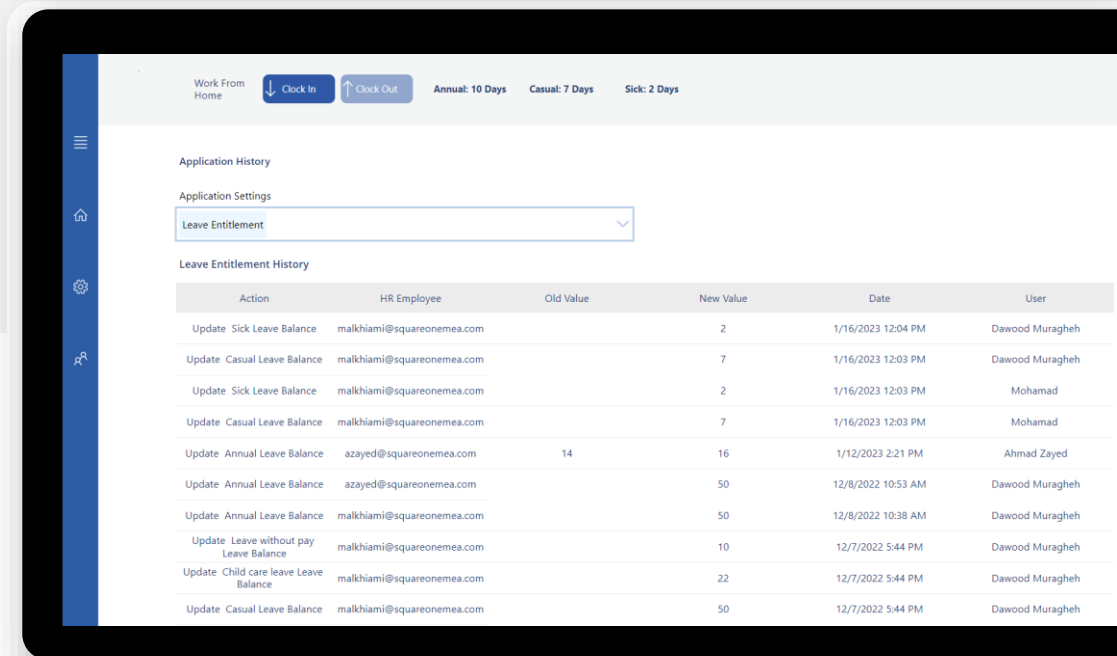 Work From
Home
Clock In
Clock Out
Annual: 10 Days
Casual: 7 Days
Sick: 2 Days
Application History
Application Settings
Leave Entitlement
Leave Entitlement History
Action HR Employee Old Value New Value Date User
Update Sick Leave Balance malkhiami@squareonemea.com 2 1/16/2023 12:04 PM Dawood Muragheh
Update Casual Leave Balance malkhiami@squareonemea.com 7 1/16/2023 12:03 PM Dawood Muragheh
Update Sick Leave Balance malkhiami@squareonemea.com 2 1/16/2023 12:03 PM Mohamad
Update Casual Leave Balance malkhiami@squareonemea.com 7 1/16/2023 12:03 PM Mohamad
Update Annual Leave Balance azayed@squareonemea.com 14 16 1/12/2023 2:21 PM Ahmad Zayed
Update Annual Leave Balance azayed@squareonemea.com 50 12/8/2022 10:53 AM Dawood Muragheh
Update Annual Leave Balance malkhiami@squareonemea.com 50 12/8/2022 10:38 AM Dawood Muragheh
Update Leave without pay
Leave Balance malkhiami@squareonemea.com 10 12/7/2022 5:44 PM Dawood Muragheh
Update Child care leave Leave
Balance malkhiami@squareonemea.com 22 12/7/2022 5:44 PM Dawood Muragheh
Update Casual Leave Balance malkhiami@squareonemea.com 50 12/7/2022 5:44 PM Dawood Muragheh